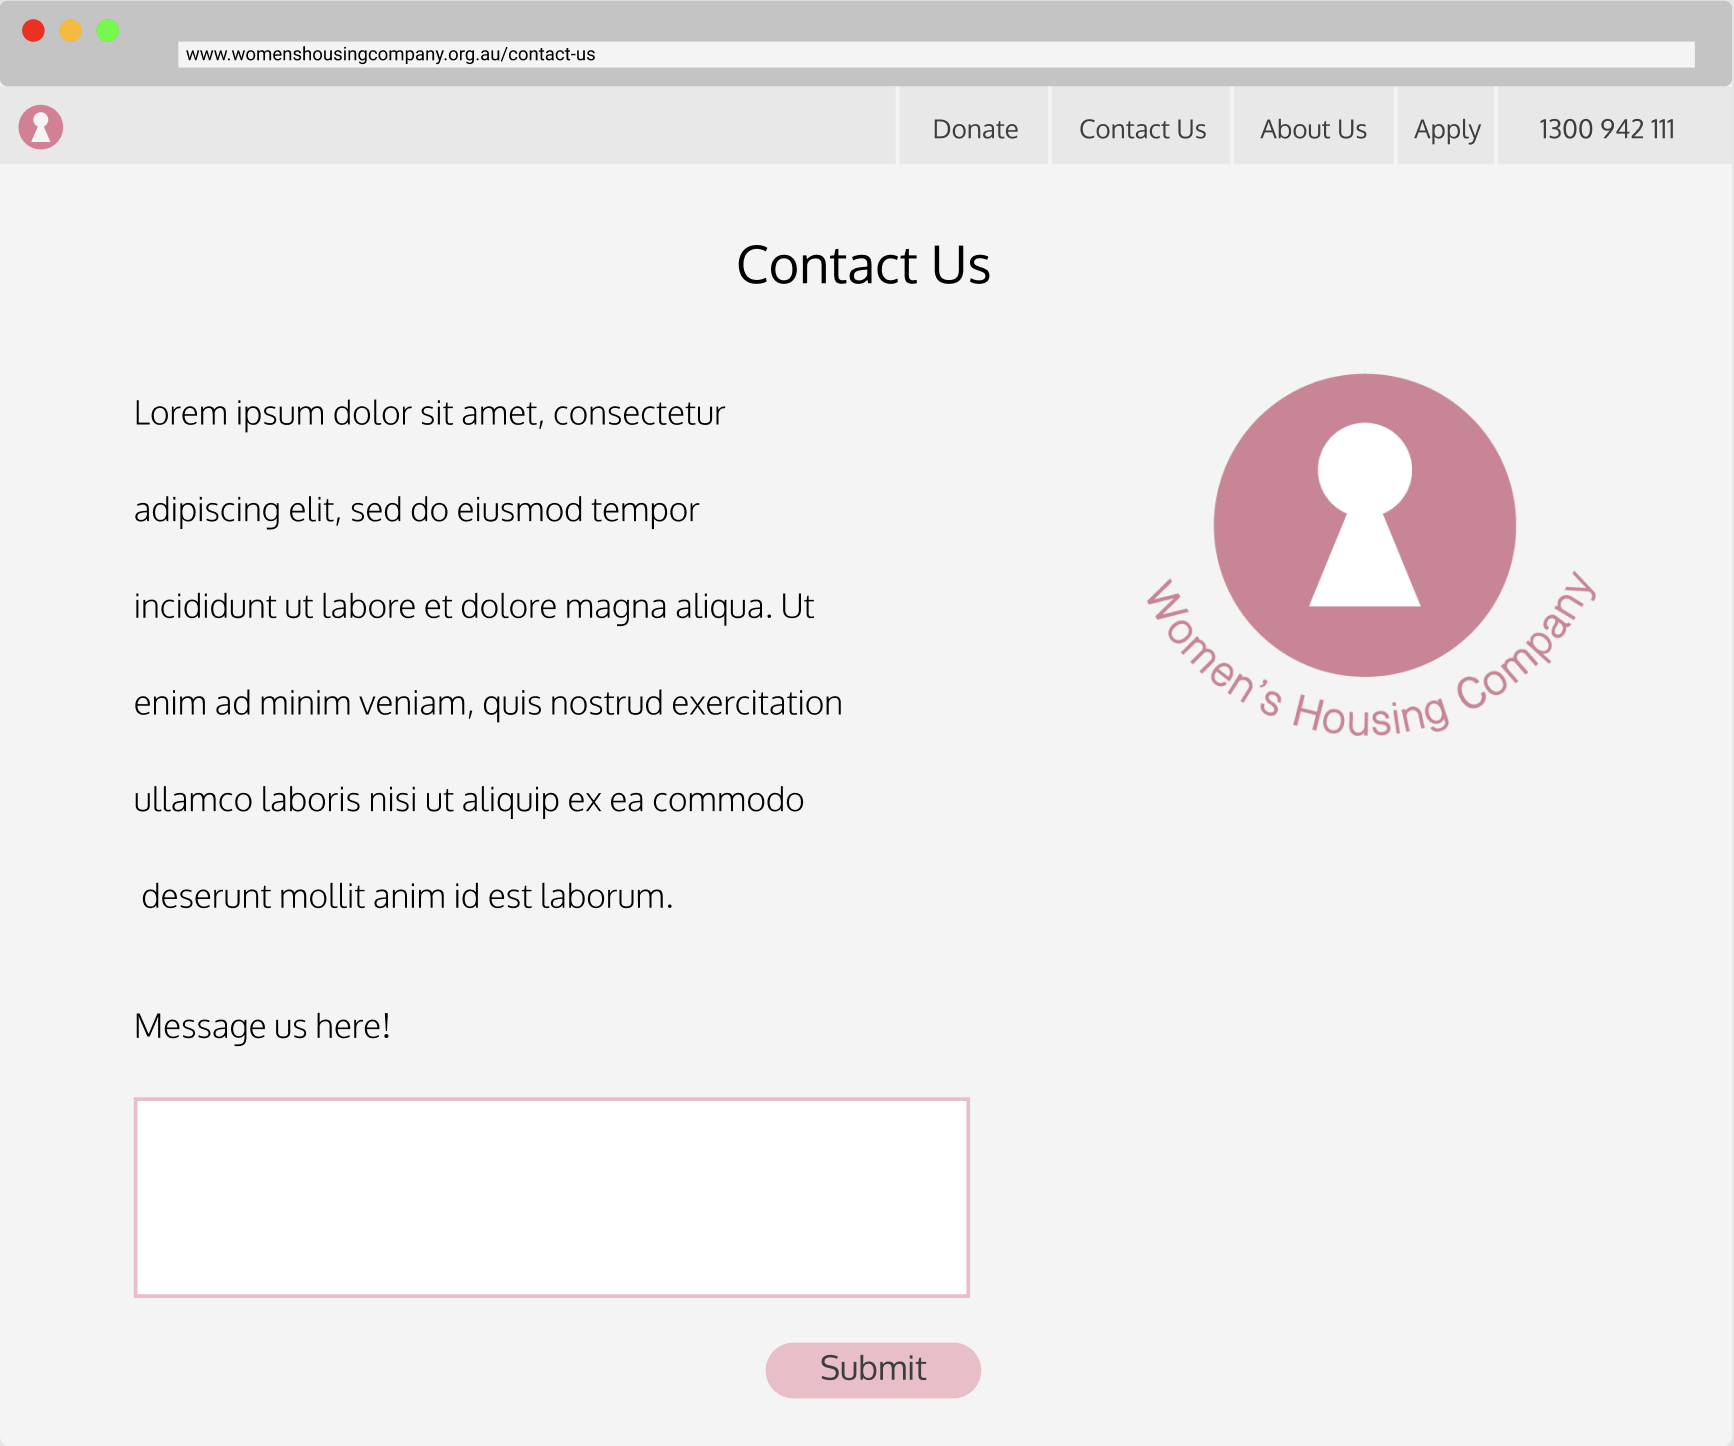 www.womenshousingcompany.org.au/contact-us
Donate
Contact Us
About Us
Apply
1300 942 111
Contact Us
Lorem ipsum dolor sit amet, consectetur
adipiscing elit, sed do eiusmod tempor
incididunt ut labore et dolore magna aliqua. Ut
enim ad minim veniam, quis nostrud exercitation
ullamco laboris nisi ut aliquip ex ea commodo
deserunt mollit anim id est laborum.
Women's Housing Company
Message us here!
Submit